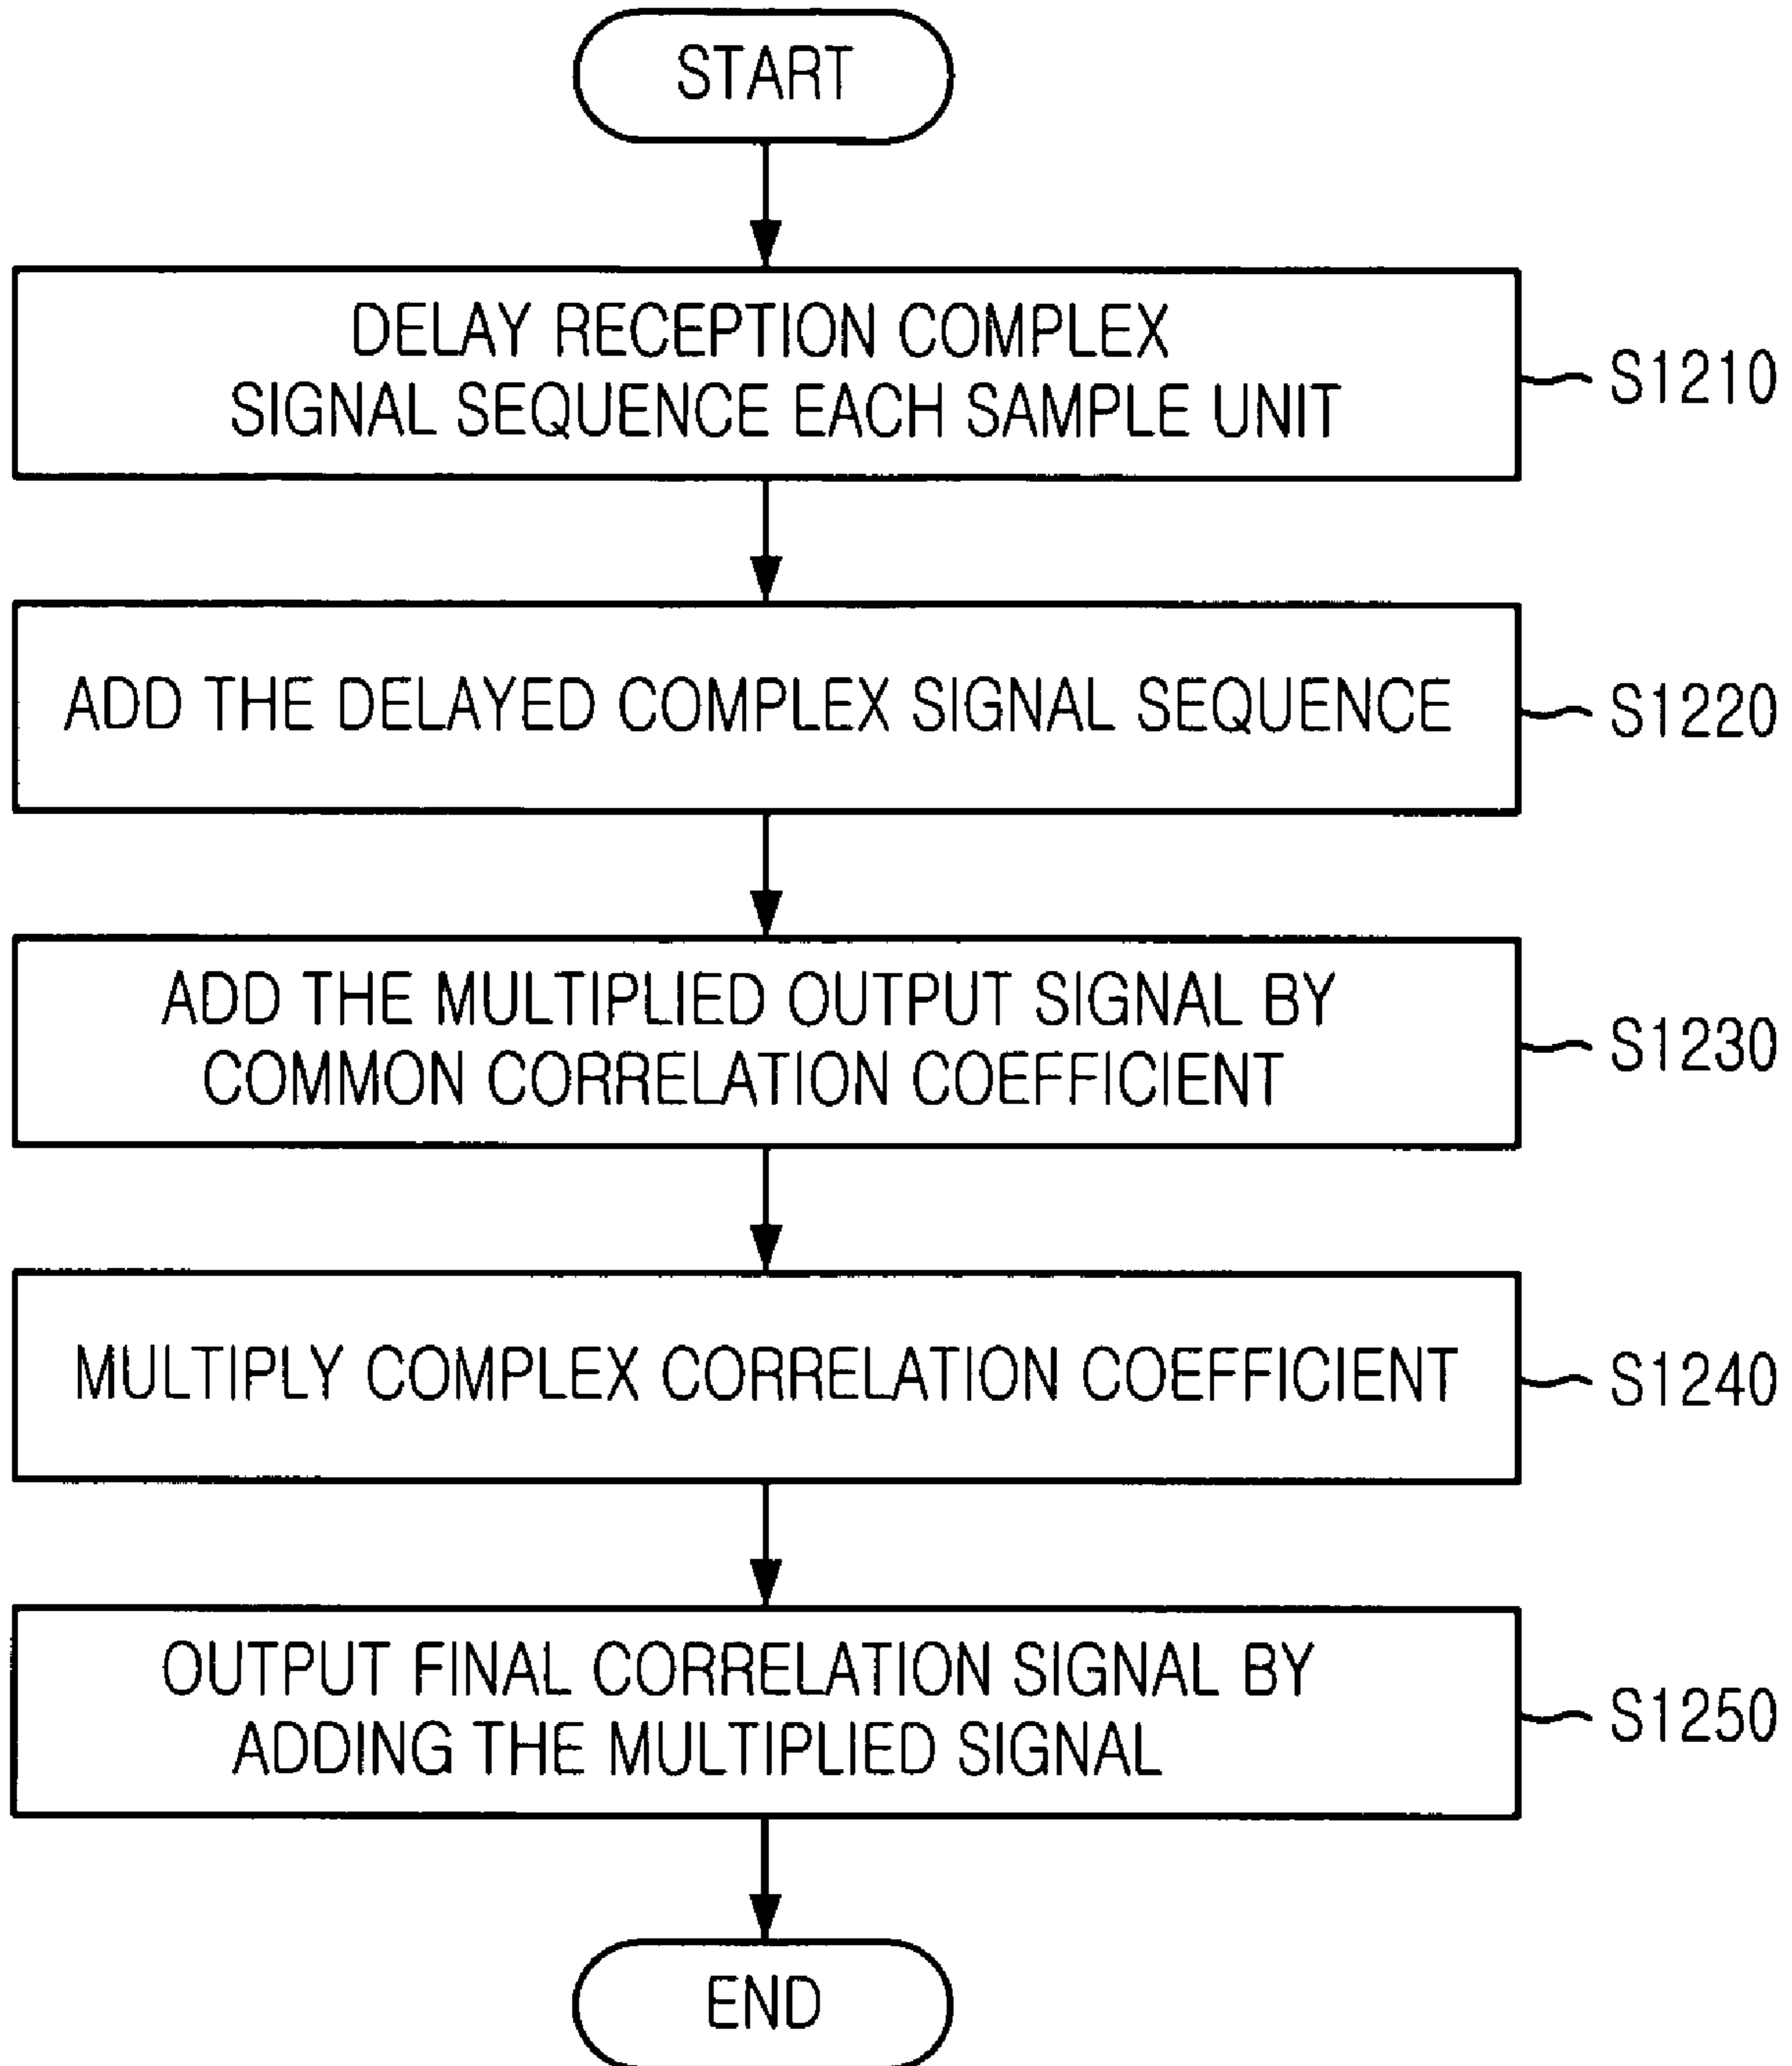 START
DELAY RECEPTION COMPLEX
SIGNAL SEQUENCE EACH SAMPLE UNIT
S1210
ADD THE DELAYED COMPLEX SIGNAL SEQUENCE
S1220
ADD THE MULTIPLIED OUTPUT SIGNAL BY
COMMON CORRELATION COEFFICIENT
S1230
MULTIPLY COMPLEX CORRELATION COEFFICIENT
S1240
OUTPUT FINAL CORRELATION SIGNAL BY
ADDING THE MULTIPLIED SIGNAL
S1250
END